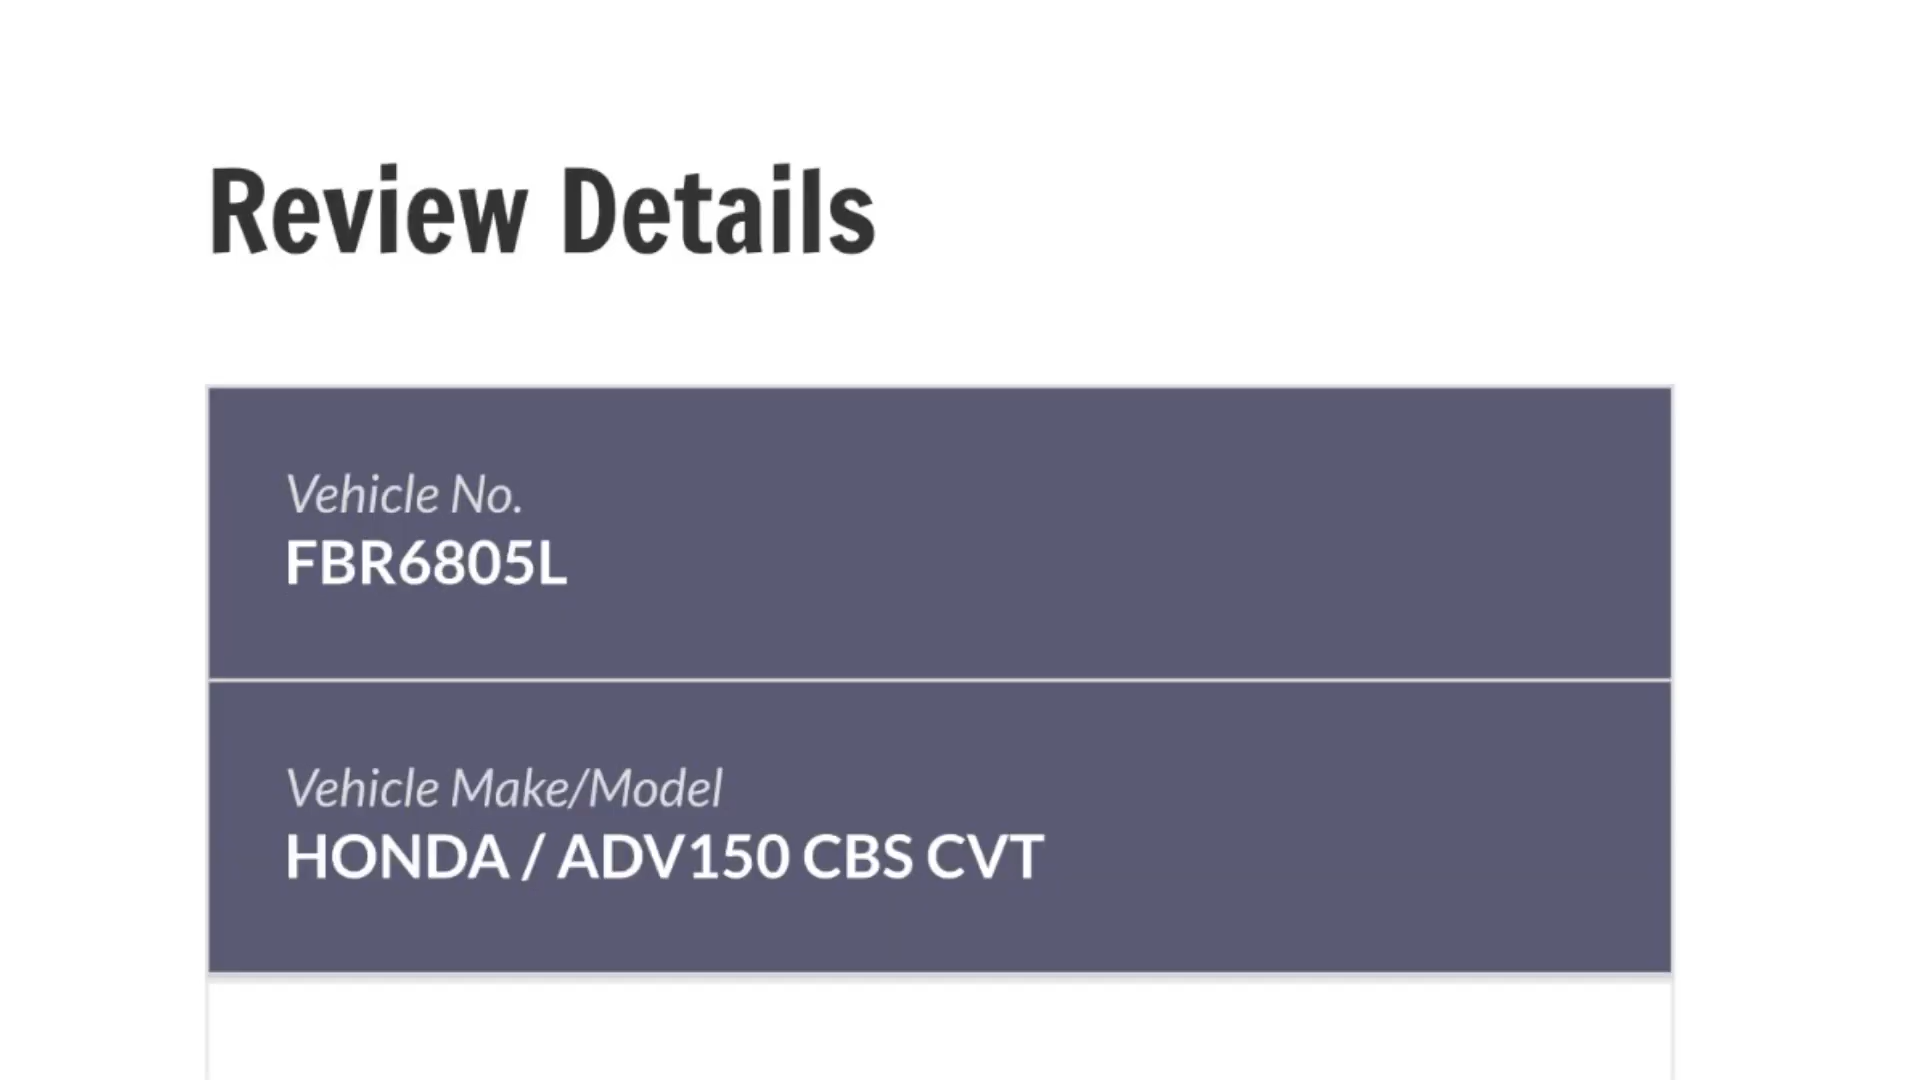 Review Details
Vehicle No.
FBR6805L
Vehicle Make/Model
HONDA / ADV150 CBS CVT